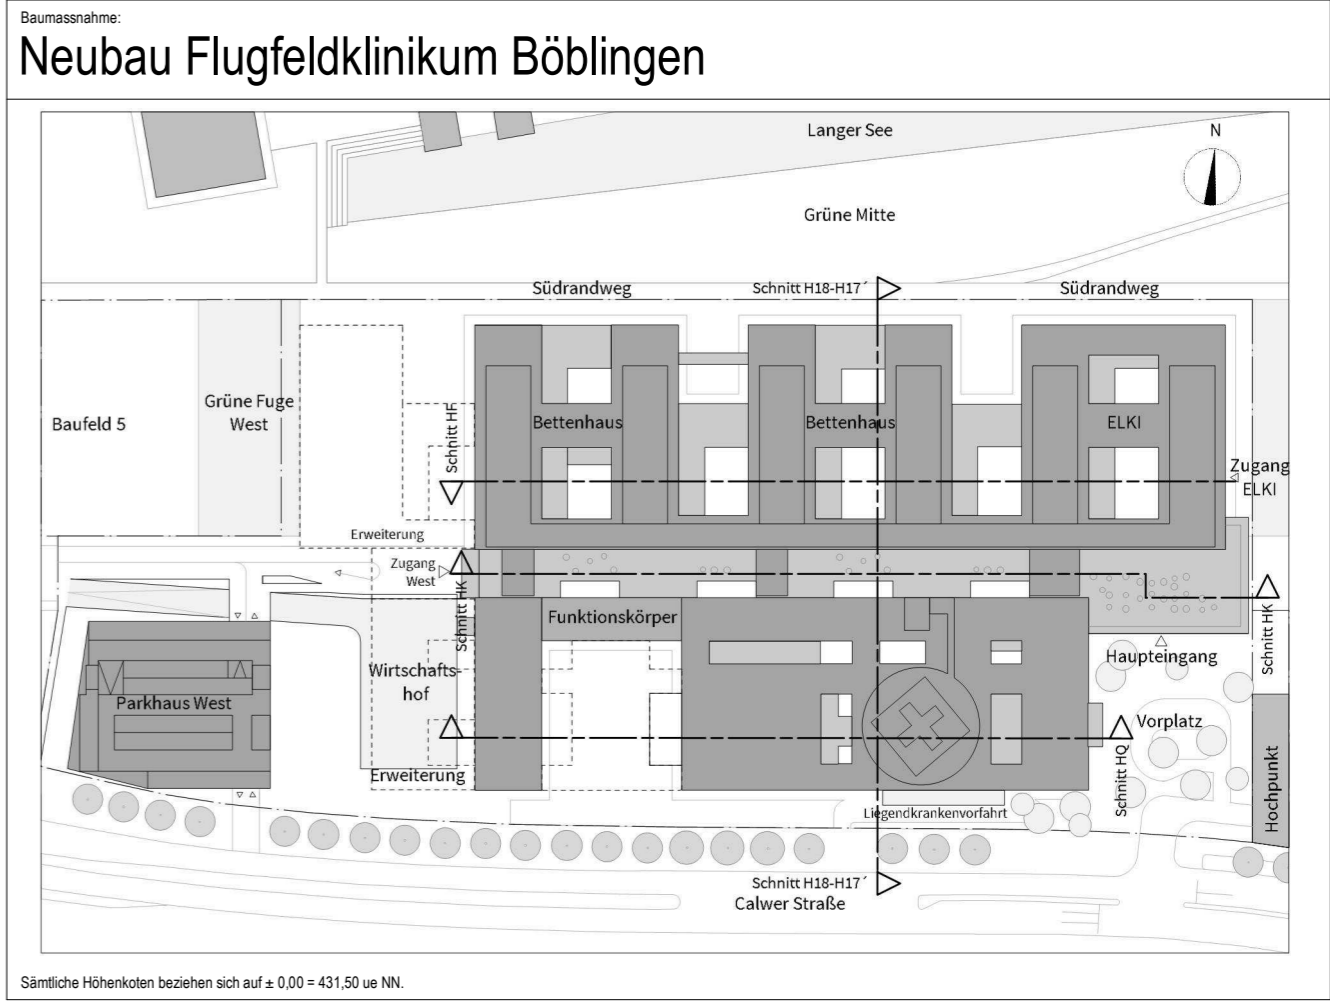 Baumassnahme:
Neubau Flugfeldklinikum Böblingen
Langer See
N
Grüne Mitte
Südrandweg
Schnitt H18-H17´
Südrandweg
Grüne Fuge
West
Baufeld 5
Schnitt HF
Bettenhaus
Bettenhaus
ELKI
Zugang
ELKI
Erweiterung
Zugang
West
Schnitt HK
Funktionskörper
Schnitt HK
Haupteingang
Wirtschafts-
hof
Parkhaus West
Vorplatz
Erweiterung
Schnitt HQ
Hochpunkt
Liegendkrankenvorfahrt
Schnitt H18-H17´
Calwer Straße
Sämtliche Höhenkoten beziehen sich auf ± 0,00 = 431,50 ue NN.